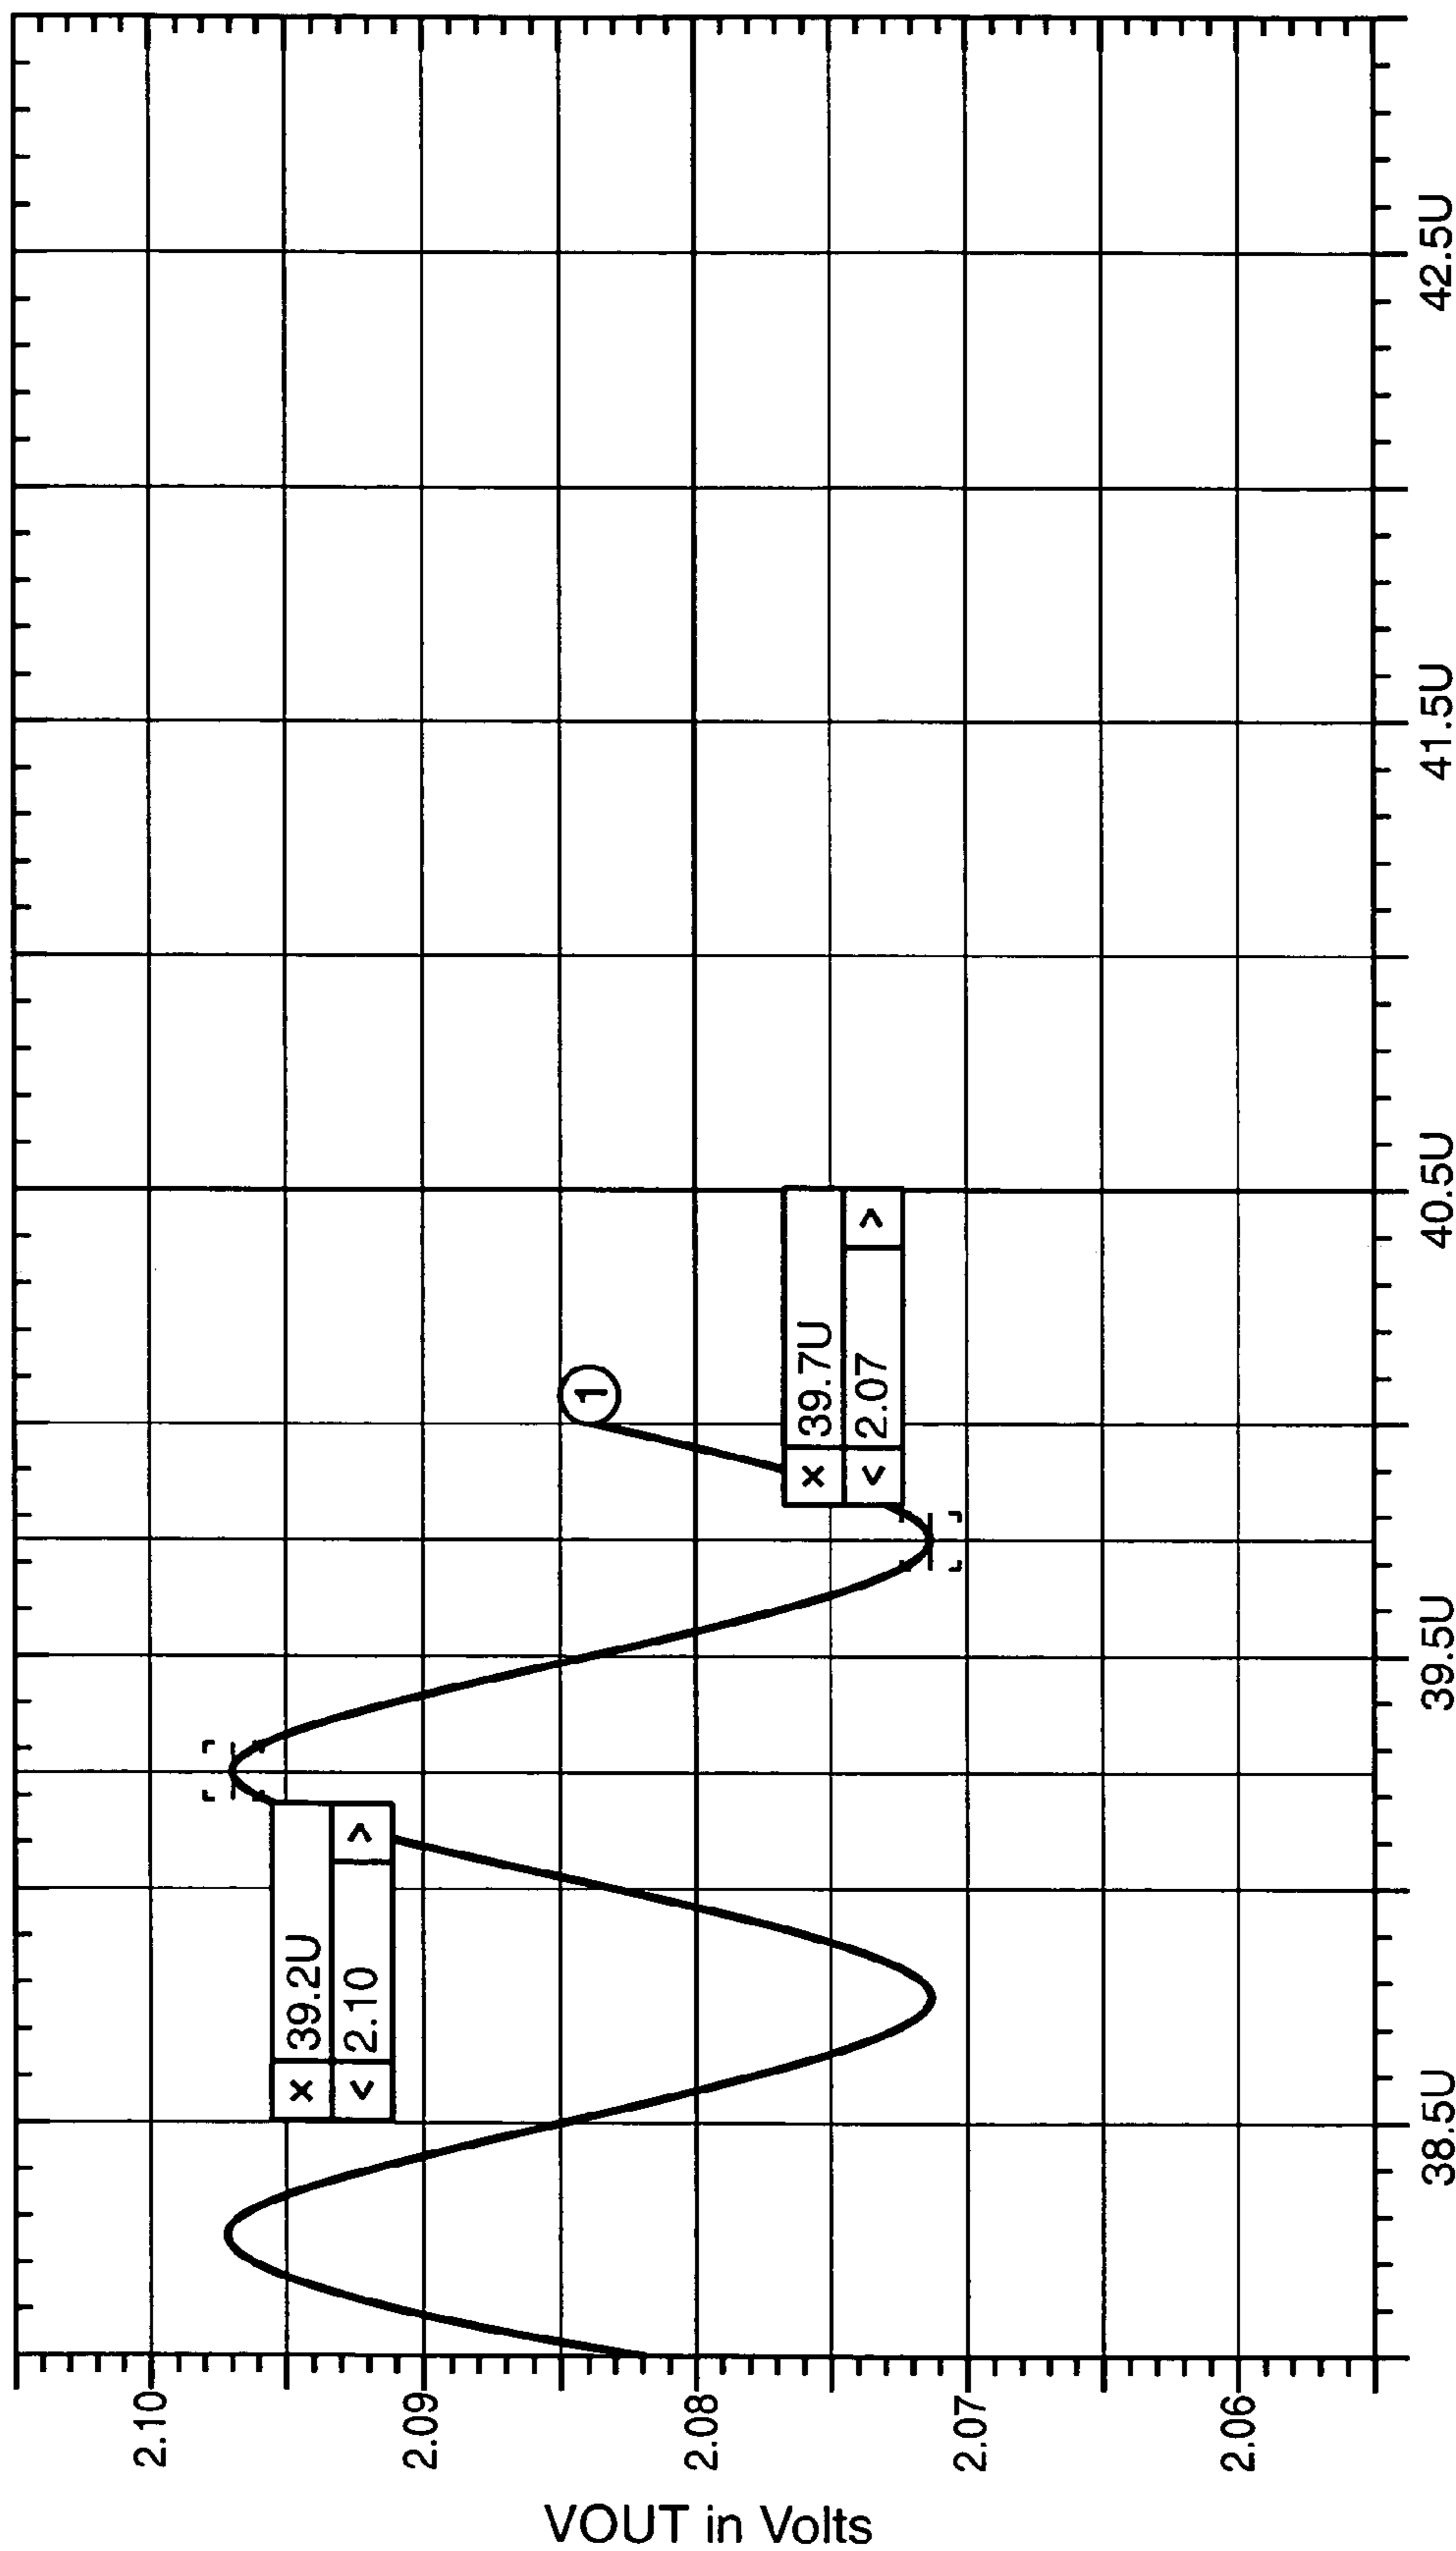 VOUT in Volts
2.10
2.09
2.08
2.07
2.06
x 39.2U
< 2.10 >
1
x 39.7U
< 2.07 >
38.5U
39.5U
40.5U
41.5U
42.5U